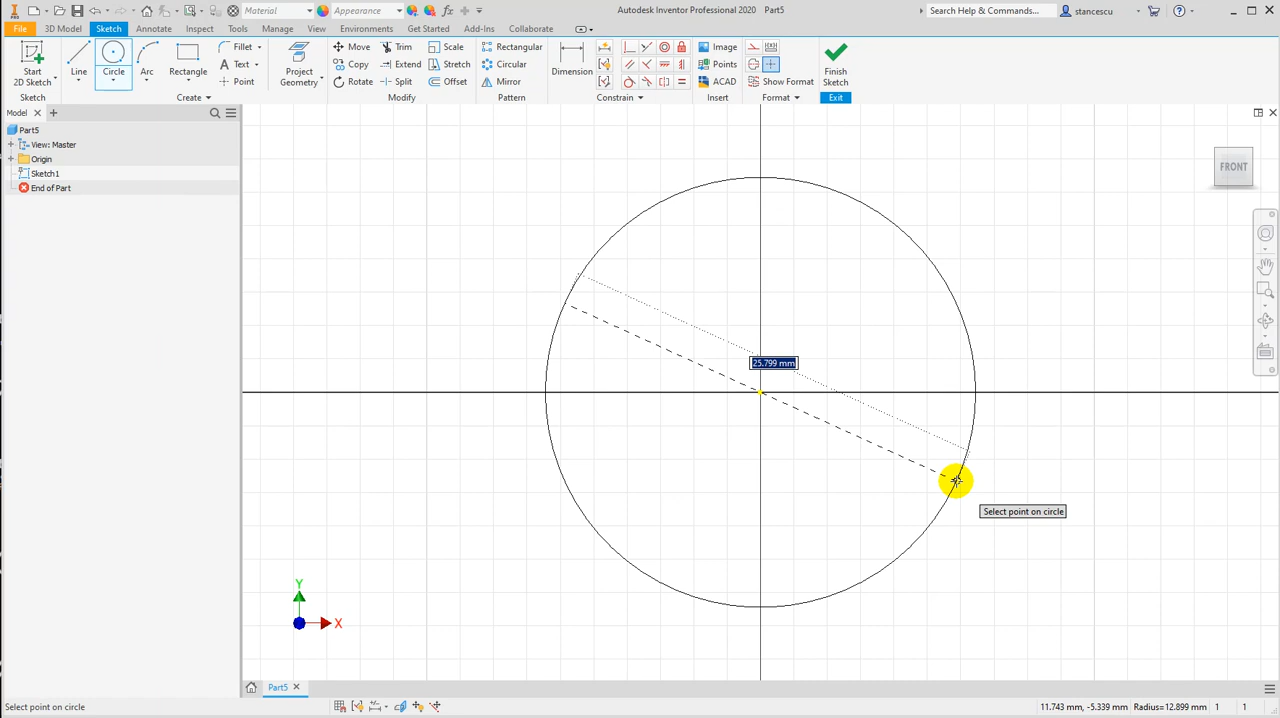 Material
Appearance
Autodesk Inventor Professional 2020 Part5
Search Help & Commands...
stancescu
File
3D Model
Sketch
Annotate
Inspect
Tools
Manage
View
Environments
Get Started
Add-Ins
Collaborate
Start
2D Sketch
Line
Circle
Arc
Rectangle
Fillet
Text
Point
Project
Geometry
Move
Trim
Scale
Copy
Extend
Stretch
Rotate
Split
Offset
Rectangular
Circular
Mirror
Dimension
Image
Points
ACAD
Show Format
Finish
Sketch
Sketch
Create
Modify
Pattern
Constrain
Insert
Format
Exit
Model
Part5
View: Master
Origin
Sketch1
End of Part
FRONT
25.799 mm
Select point on circle
Y
X
Part5
Select point on circle
11.743 mm, -5.339 mm Radius=12.899 mm 1 1